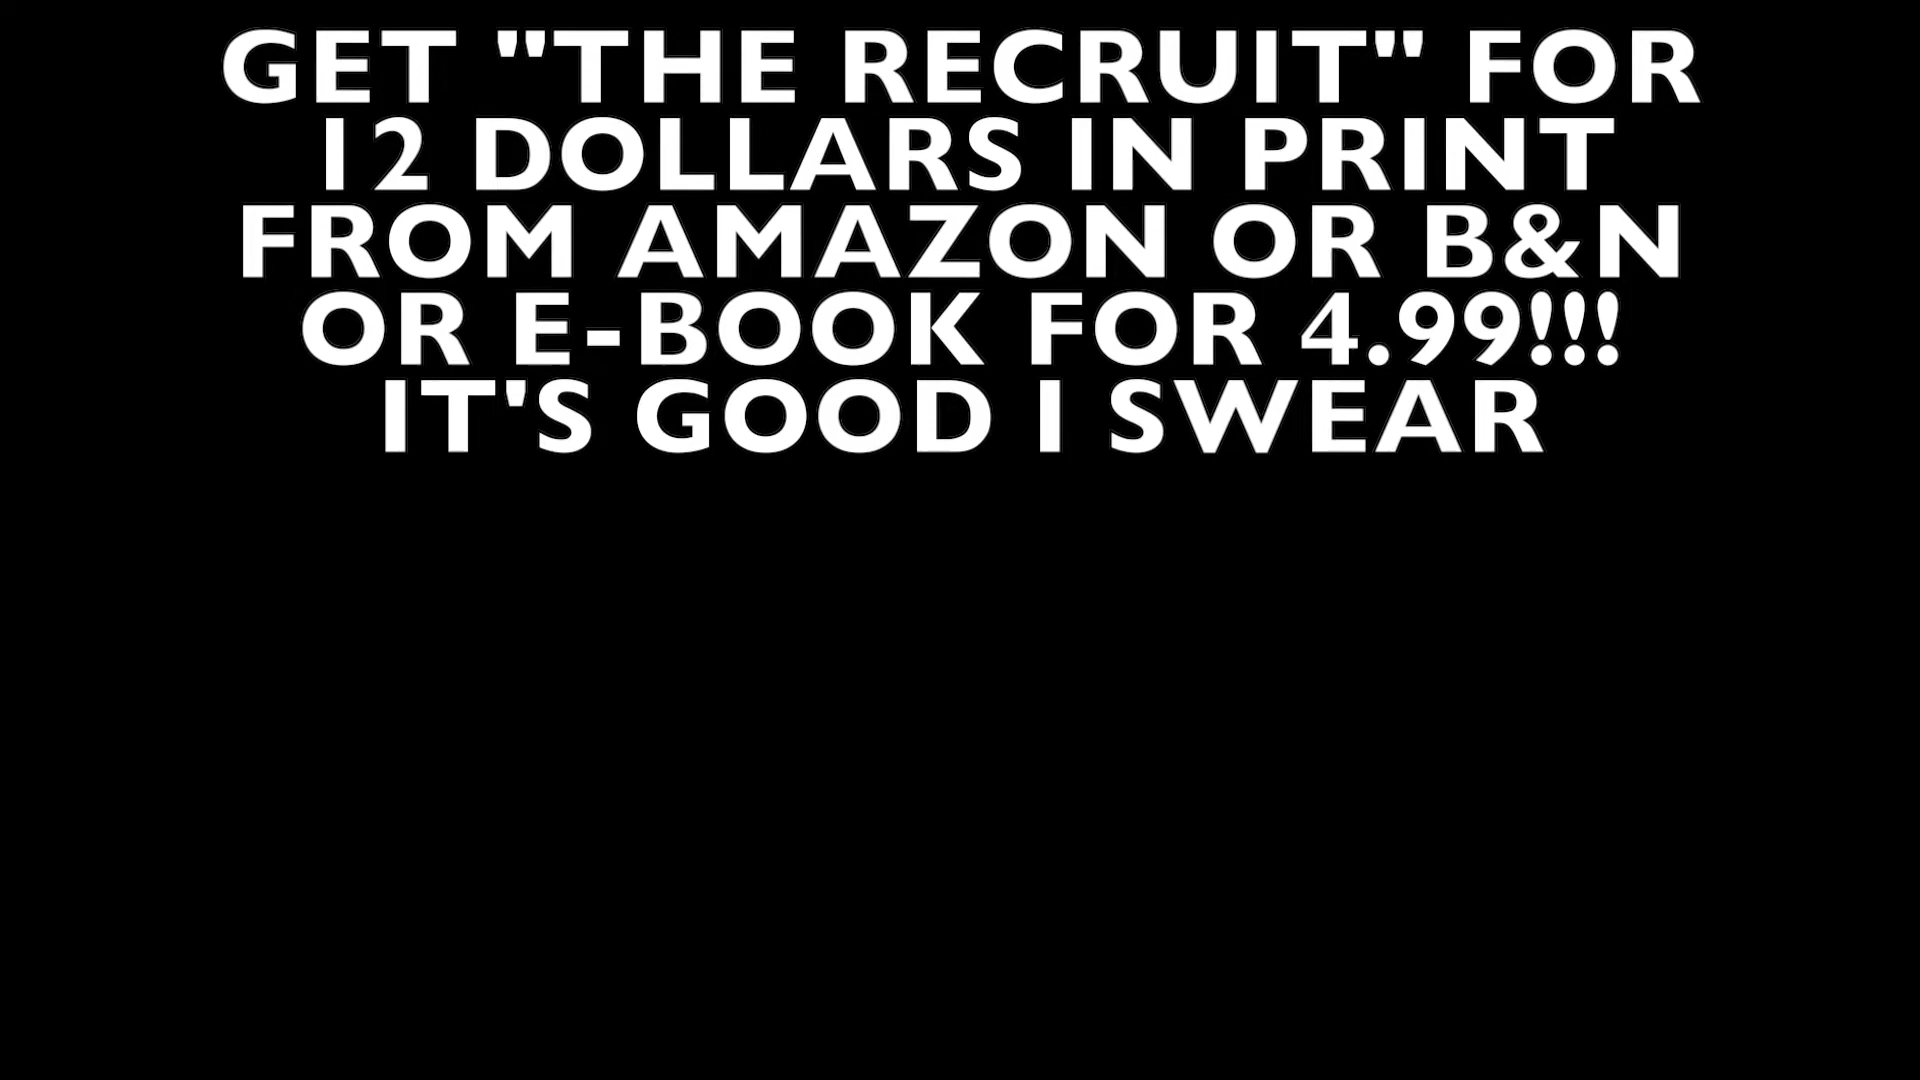 GET "THE RECRUIT" FOR
12 DOLLARS IN PRINT
FROM AMAZON OR B&N
OR E-BOOK FOR 4.99!!!
IT'S GOOD I SWEAR